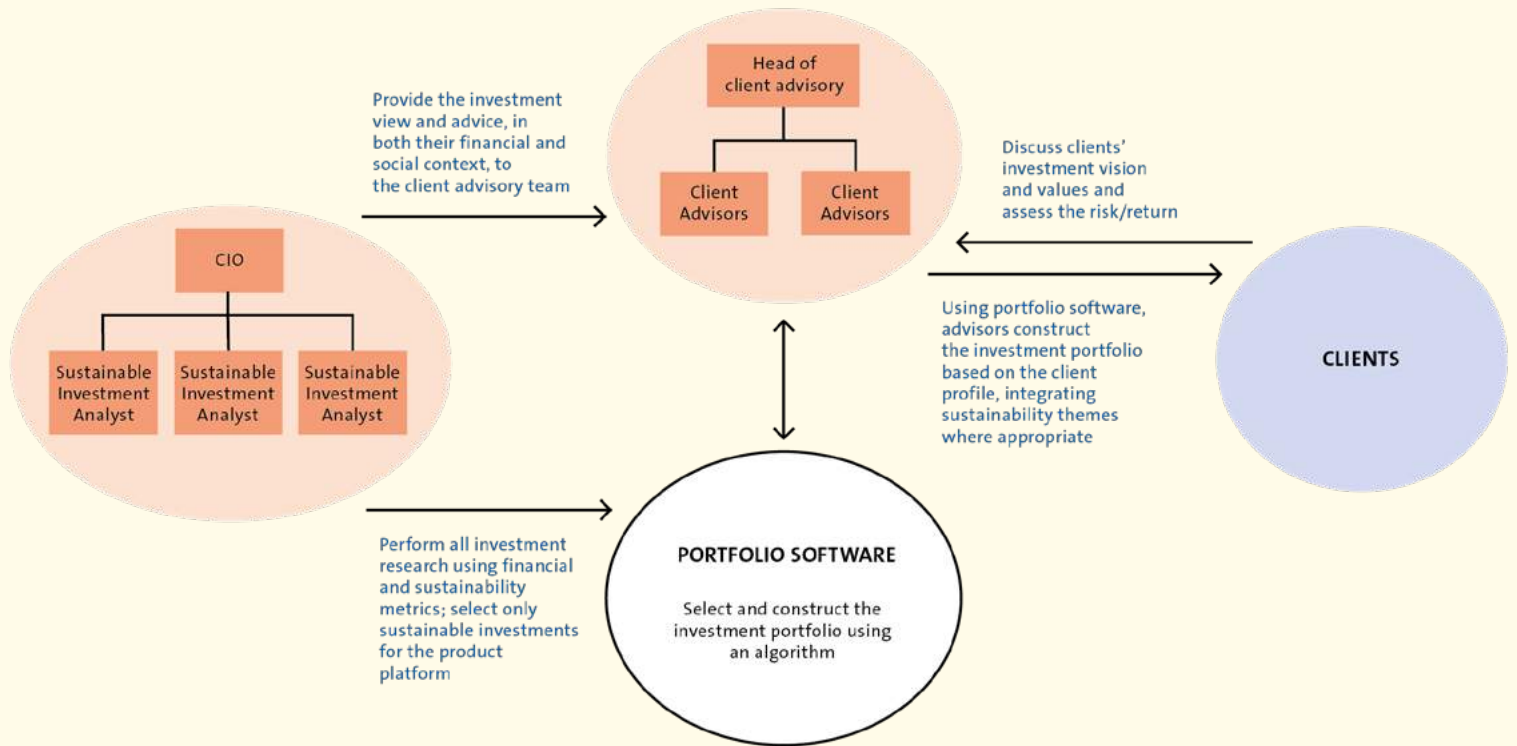 Head of
client advisory
Client
Advisors
Client
Advisors
Provide the investment
view and advice, in
both their financial and
social context, to
the client advisory team
Discuss clients’
investment vision
and values and
assess the risk/return
CIO
Sustainable
Investment
Analyst
Sustainable
Investment
Analyst
Sustainable
Investment
Analyst
Using portfolio software,
advisors construct
the investment portfolio
based on the client
profile, integrating
sustainability themes
where appropriate
CLIENTS
Perform all investment
research using financial
and sustainability
metrics; select only
sustainable investments
for the product
platform
PORTFOLIO SOFTWARE
Select and construct the
investment portfolio using
an algorithm